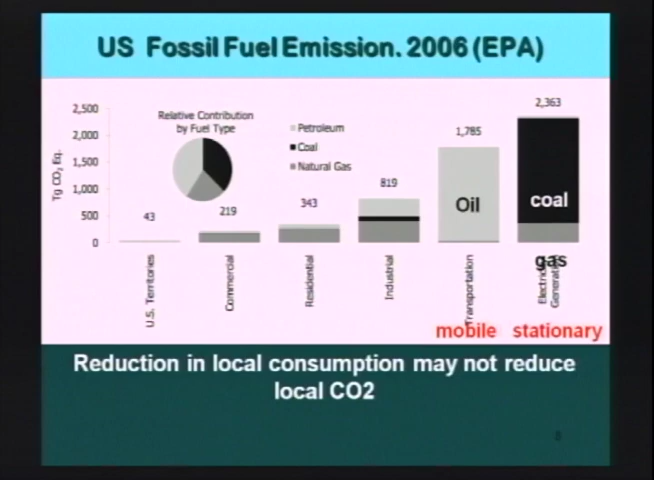 US Fossil Fuel Emission. 2006 (EPA)
Relative Contribution
by Fuel Type
Petroleum
Coal
Natural Gas
Tg CO₂ Eq.
2,500
2,000
1,500
1,000
500
0
43
219
343
819
1,785
2,363
Oil
coal
gas
U.S. Territories
Commercial
Residential
Industrial
Transportation
Electricity
Generation
mobile stationary
Reduction in local consumption may not reduce
local CO2